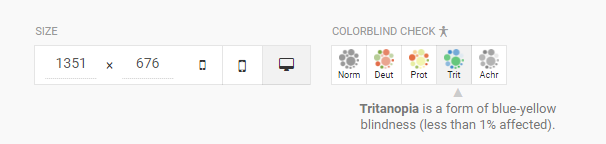 SIZE
COLORBLIND CHECK
1351 × 676
Norm Deut Prot Trit Achr
Tritanopia is a form of blue-yellow
blindness (less than 1% affected).